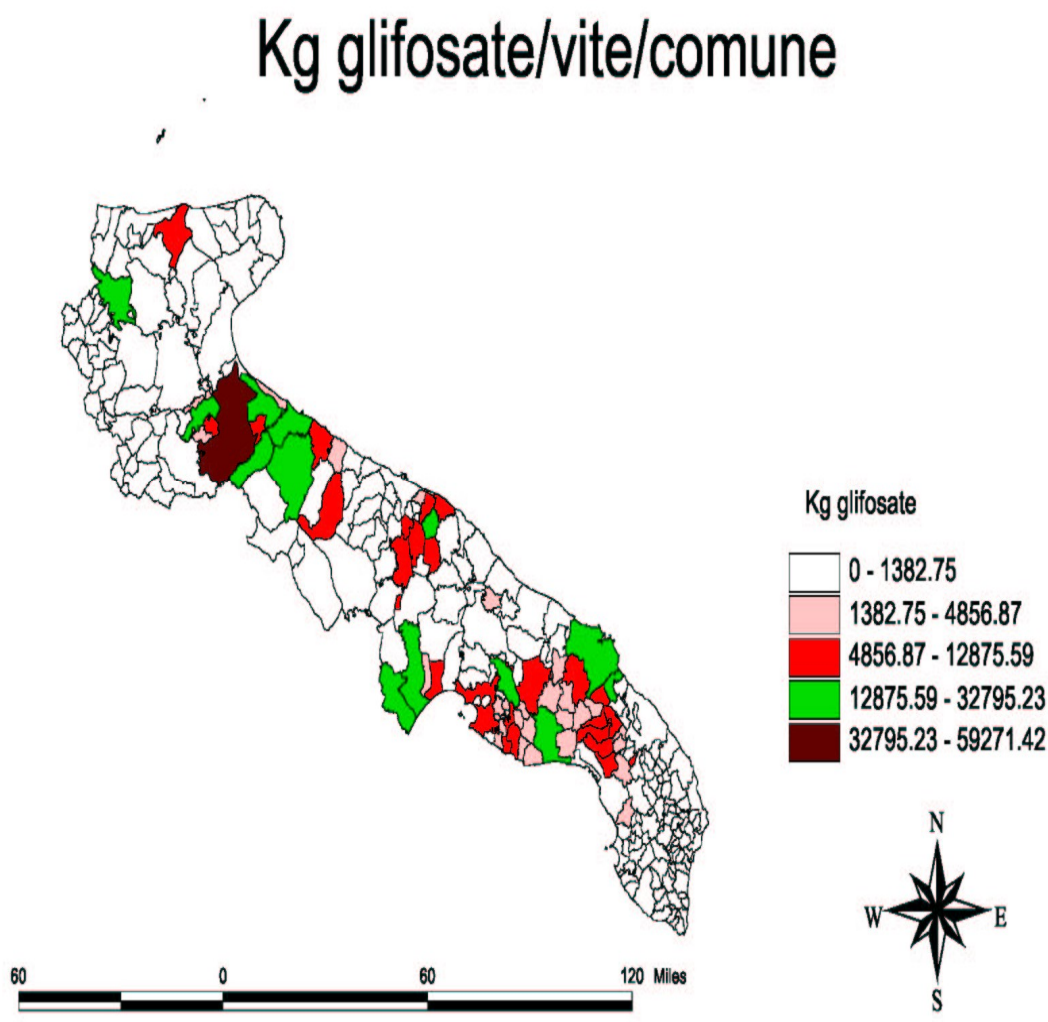 Kg glifosate/vite/comune
Kg glifosate
0 - 1382.75
1382.75 - 4856.87
4856.87 - 12875.59
12875.59 - 32795.23
32795.23 - 59271.42
N
W E
S
60 0 60 120 Miles